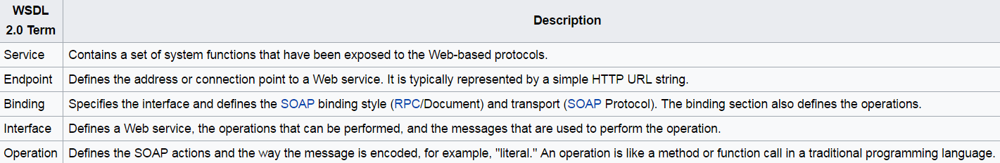 WSDL
2.0 Term
Description
Service
Contains a set of system functions that have been exposed to the Web-based protocols.
Endpoint
Defines the address or connection point to a Web service. It is typically represented by a simple HTTP URL string.
Binding
Specifies the interface and defines the SOAP binding style (RPC/Document) and transport (SOAP Protocol). The binding section also defines the operations.
Interface
Defines a Web service, the operations that can be performed, and the messages that are used to perform the operation.
Operation
Defines the SOAP actions and the way the message is encoded, for example, "literal." An operation is like a method or function call in a traditional programming language.